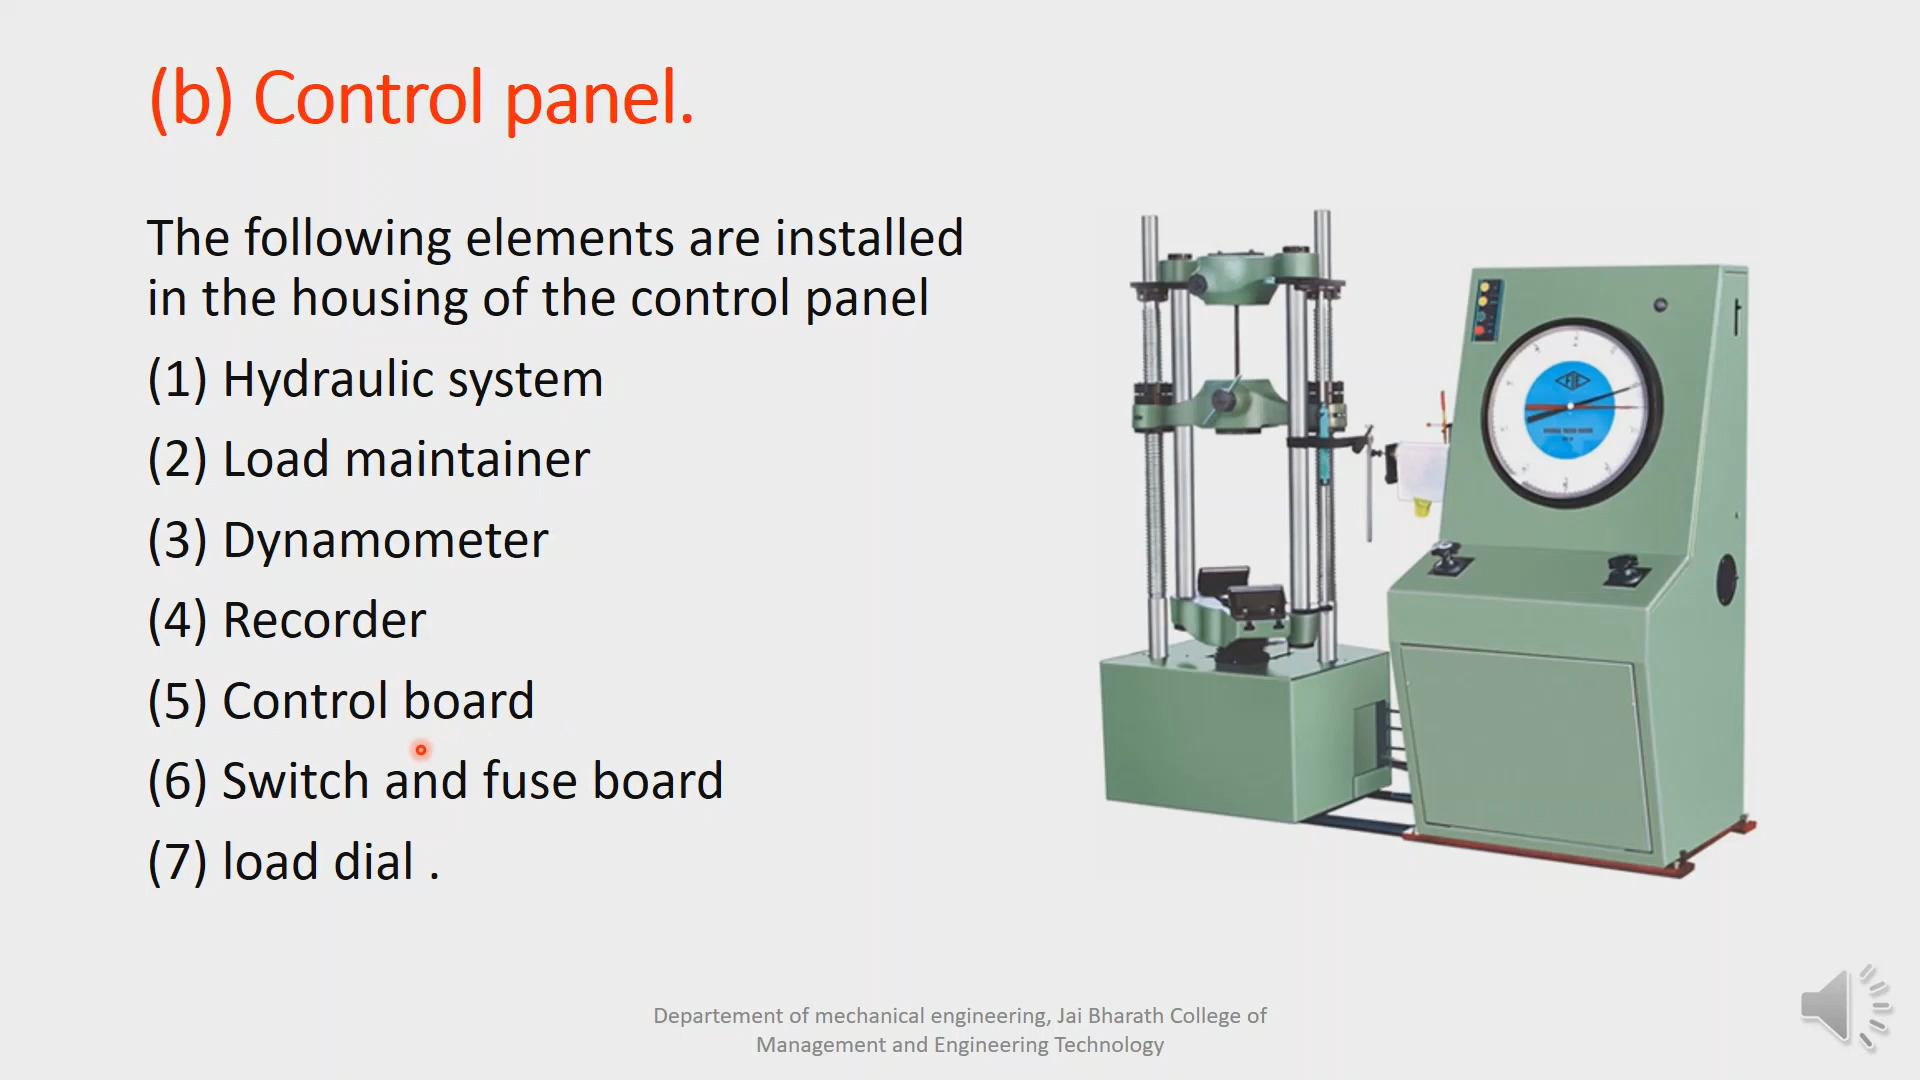 (b) Control panel.
The following elements are installed
in the housing of the control panel
(1) Hydraulic system
(2) Load maintainer
(3) Dynamometer
(4) Recorder
(5) Control board
(6) Switch and fuse board
(7) load dial .
FIE
Departement of mechanical engineering, Jai Bharath College of
Management and Engineering Technology